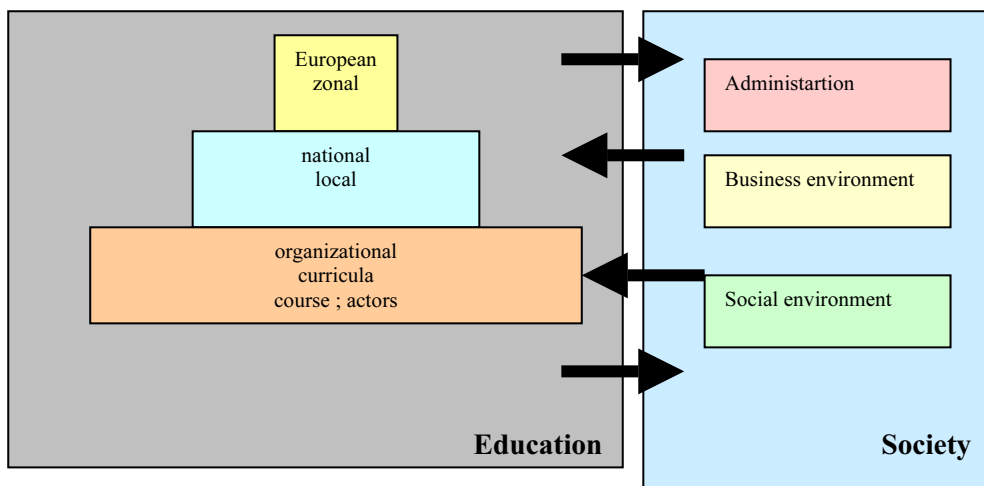 European
zonal
national
local
organizational
curricula
course ; actors
Education
Administartion
Business environment
Social environment
Society